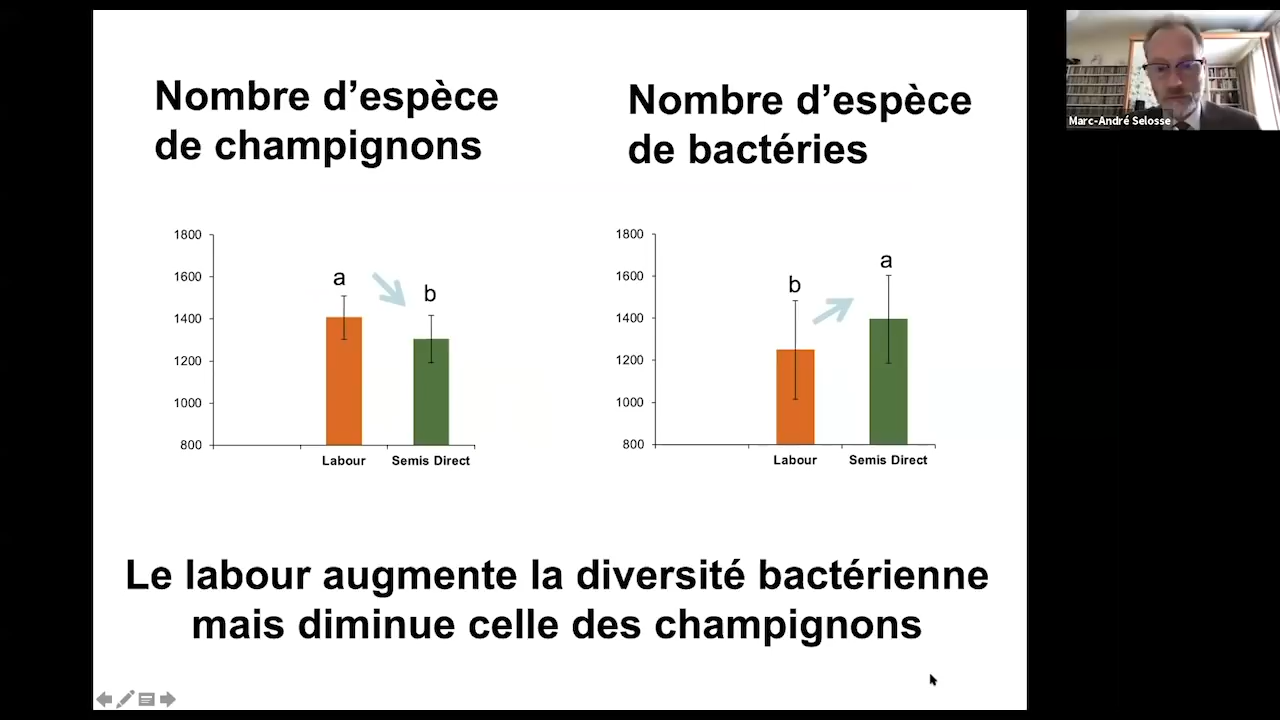 Nombre d’espèce
de champignons
Nombre d’espèce
de bactéries
1800
1600
1400
1200
1000
800
a
b
Labour
Semis Direct
1800
1600
1400
1200
1000
800
b
a
Labour
Semis Direct
Le labour augmente la diversité bactérienne
mais diminue celle des champignons
Marc-André Selosse